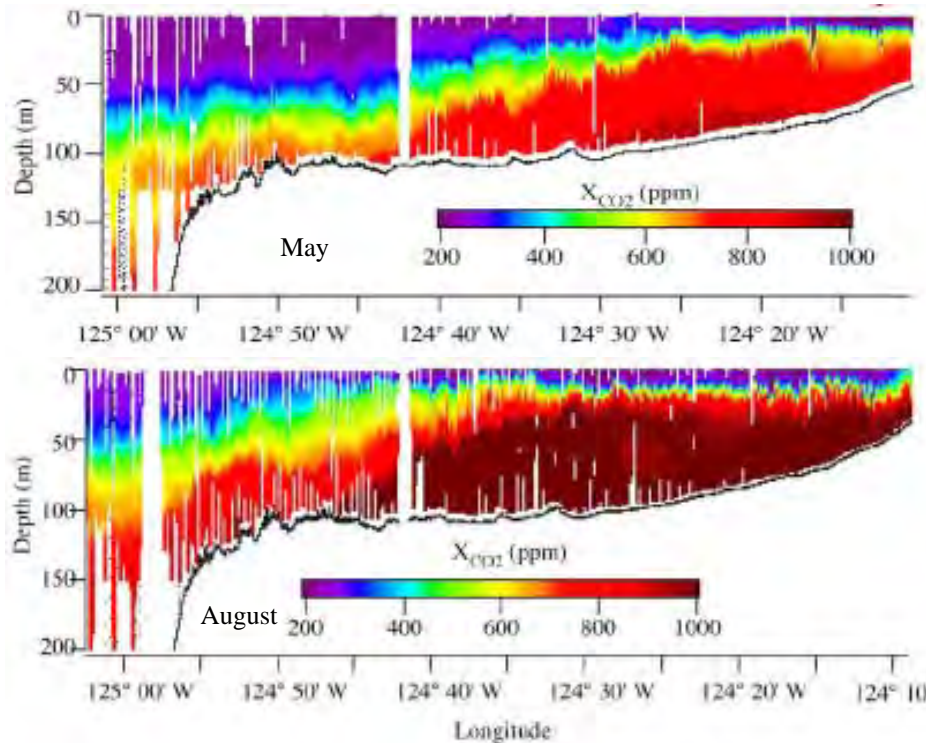 0
50
100
150
200
Depth (m)
X_CO2 (ppm)
200 400 600 800 1000
May
125° 00' W 124° 50' W 124° 40' W 124° 30' W 124° 20' W
0
50
100
150
200
Depth (m)
X_CO2 (ppm)
200 400 600 800 1000
August
125° 00' W 124° 50' W 124° 40' W 124° 30' W 124° 20' W 124° 10
Longitude